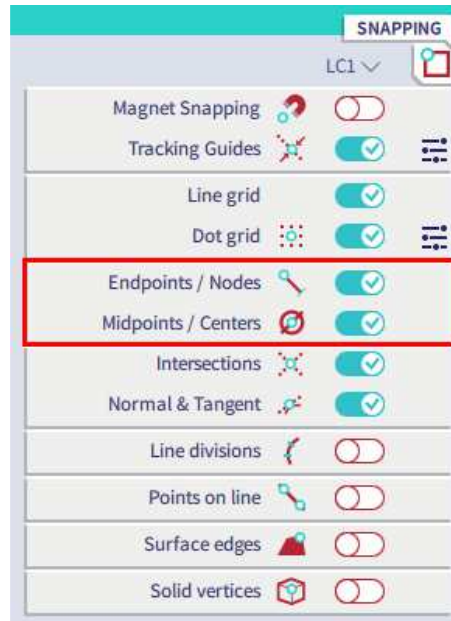 SNAPPING
LC1
Magnet Snapping
Tracking Guides
Line grid
Dot grid
Endpoints / Nodes
Midpoints / Centers
Intersections
Normal & Tangent
Line divisions
Points on line
Surface edges
Solid vertices